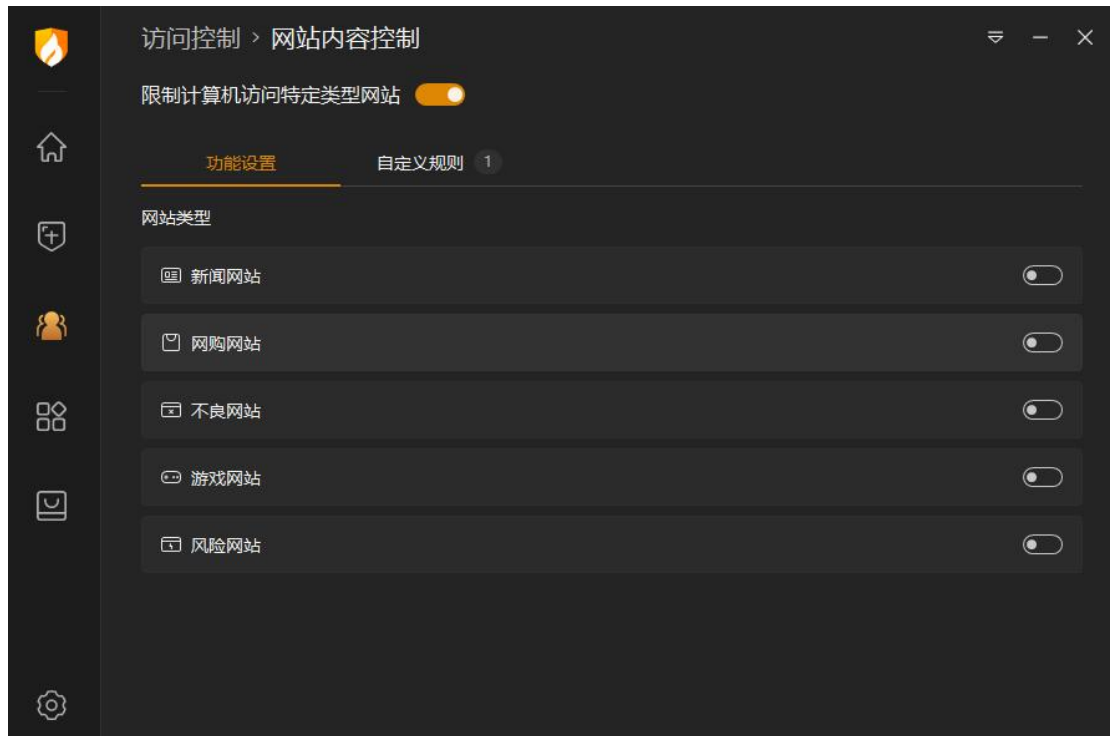 访问控制 > 网站内容控制
限制计算机访问特定类型网站
功能设置 自定义规则 1
网站类型
新闻网站
网购网站
不良网站
游戏网站
风险网站